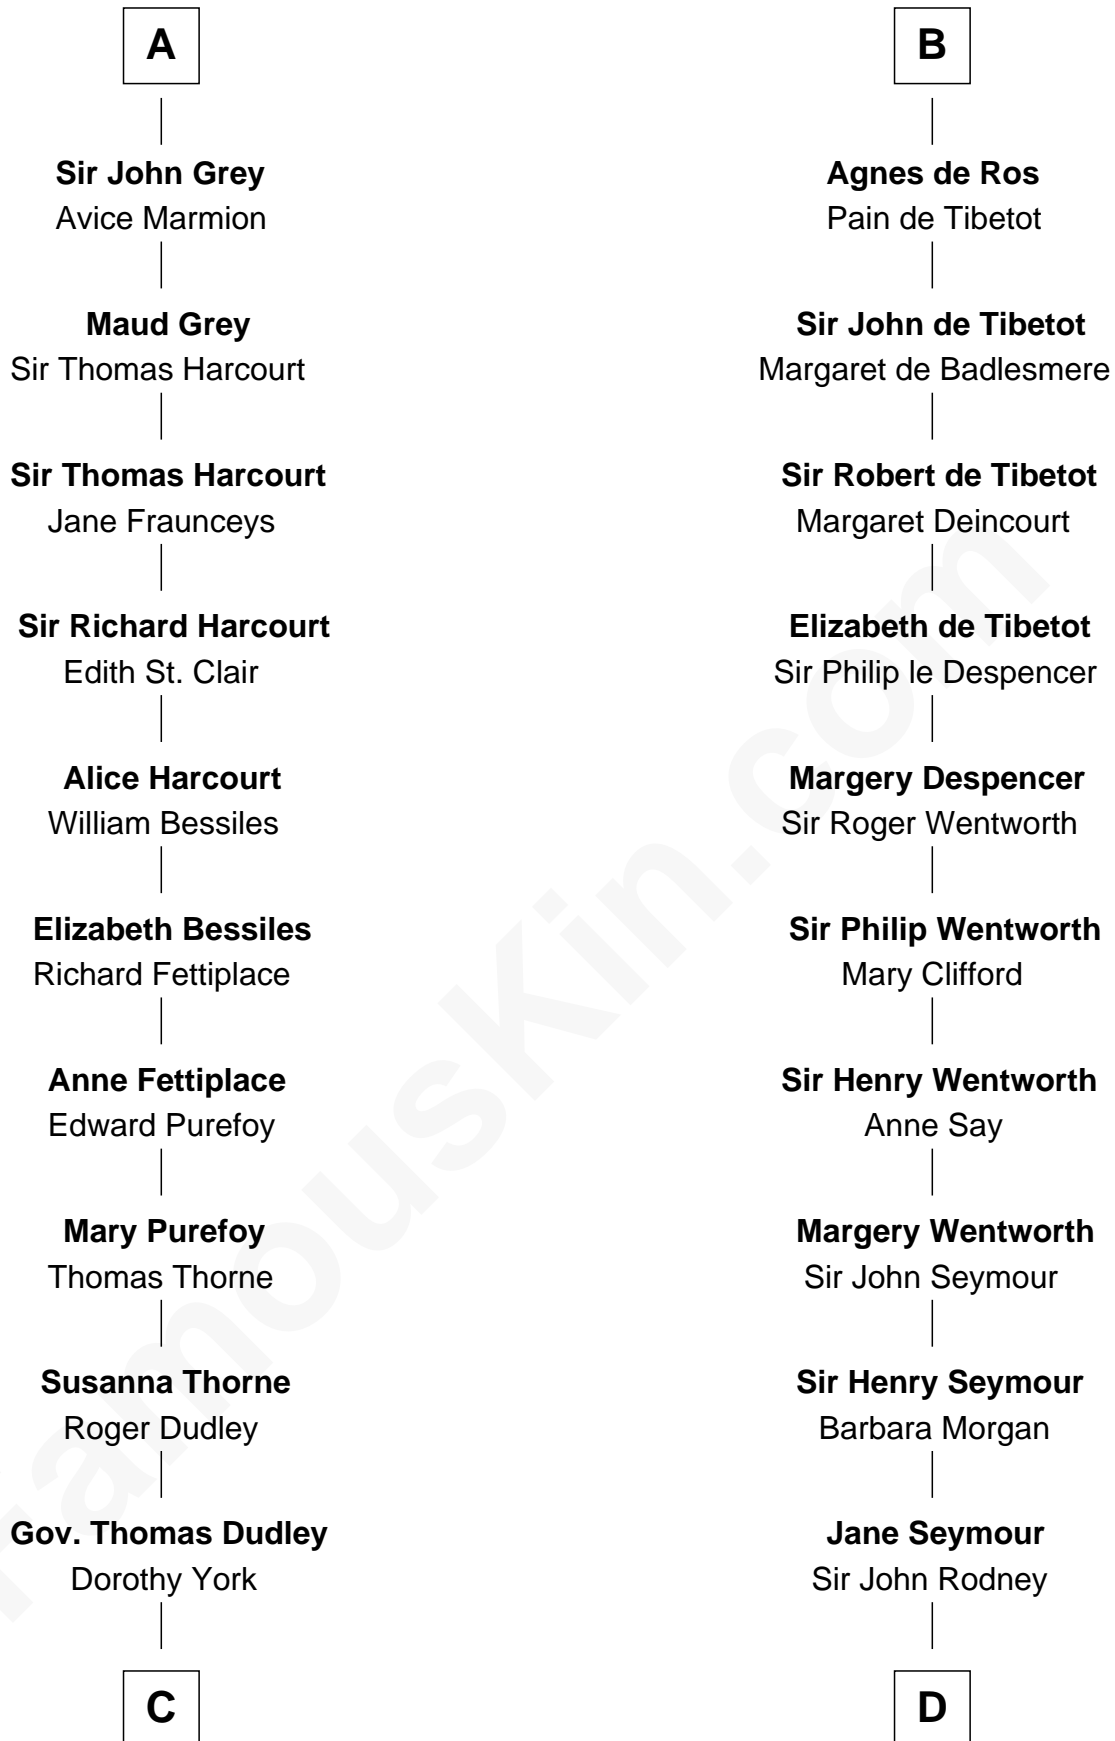 A
Sir John Grey
Avice Marmion
Maud Grey
Sir Thomas Harcourt
Sir Thomas Harcourt
Jane Fraunceys
Sir Richard Harcourt
Edith St. Clair
Alice Harcourt
William Bessiles
Elizabeth Bessiles
Richard Fettiplace
Anne Fettiplace
Edward Purefoy
Mary Purefoy
Thomas Thorne
Susanna Thorne
Roger Dudley
Gov. Thomas Dudley
Dorothy York
C
B
Agnes de Ros
Pain de Tibetot
Sir John de Tibetot
Margaret de Badlesmere
Sir Robert de Tibetot
Margaret Deincourt
Elizabeth de Tibetot
Sir Philip le Despencer
Margery Despencer
Sir Roger Wentworth
Sir Philip Wentworth
Mary Clifford
Sir Henry Wentworth
Anne Say
Margery Wentworth
Sir John Seymour
Sir Henry Seymour
Barbara Morgan
Jane Seymour
Sir John Rodney
D
FamousKin.com